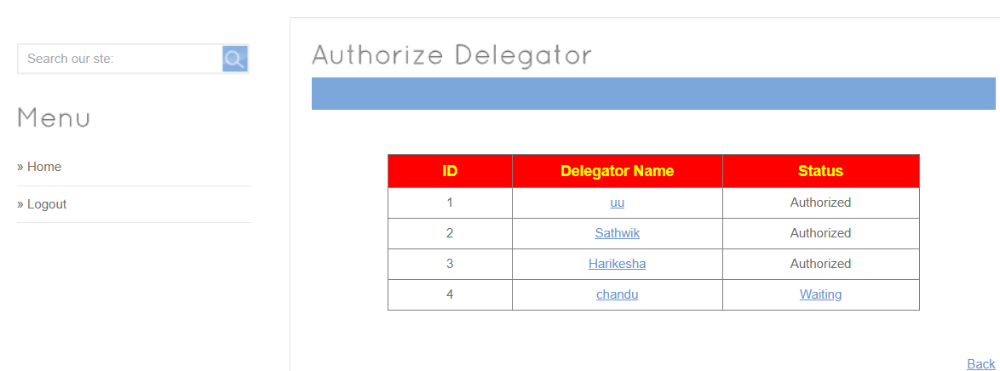 Search our ste:
Menu
» Home
» Logout
Authorize Delegator
ID Delegator Name Status
1 uu Authorized
2 Sathwik Authorized
3 Harikesha Authorized
4 chandu Waiting
Back